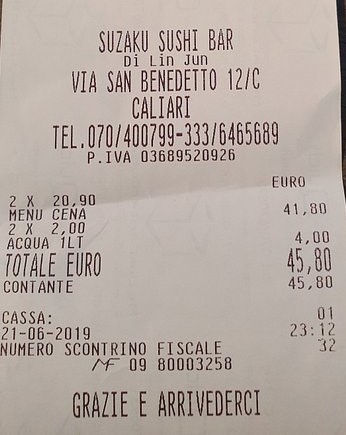 SUZAKU SUSHI BAR
Di Lin Jun
VIA SAN BENEDETTO 12/C
CALIARI
TEL.070/400799-333/6465689
P.IVA 03689520926
EURO
2 X 20,90
MENU CENA 41,80
2 X 2,00
ACQUA 1LT 4,00
TOTALE EURO 45,80
CONTANTE 45,80
CASSA: 01
21-06-2019 23:12
NUMERO SCONTRINO FISCALE 32
MF 09 80003258
GRAZIE E ARRIVEDERCI